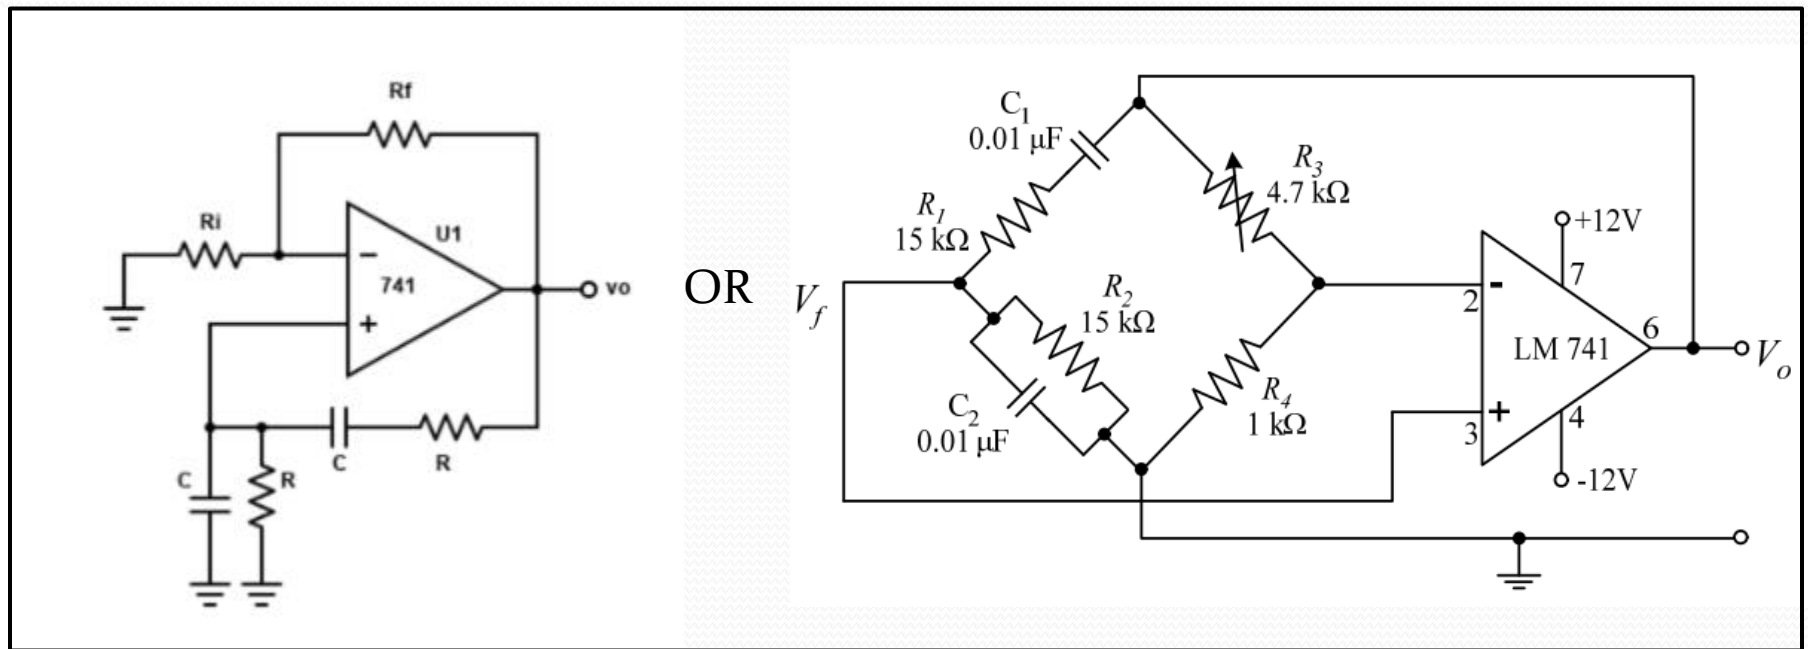 Rf
Ri
U1
−
741
+
vo
C
R
C
R
OR
C1
0.01 μF
R3
4.7 kΩ
R1
15 kΩ
+12V
Vf
R2
15 kΩ
2
-
7
6
LM 741
Vo
C2
0.01 μF
R4
1 kΩ
3
+
4
-12V